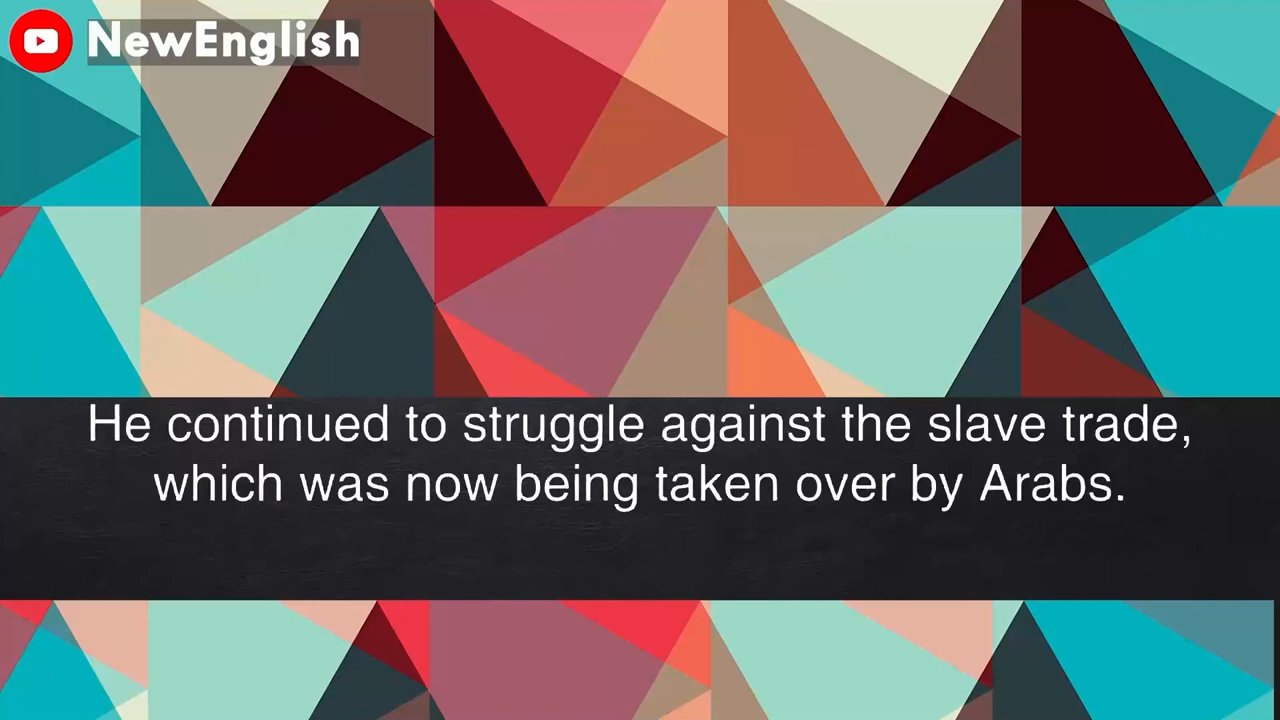 NewEnglish
He continued to struggle against the slave trade,
which was now being taken over by Arabs.